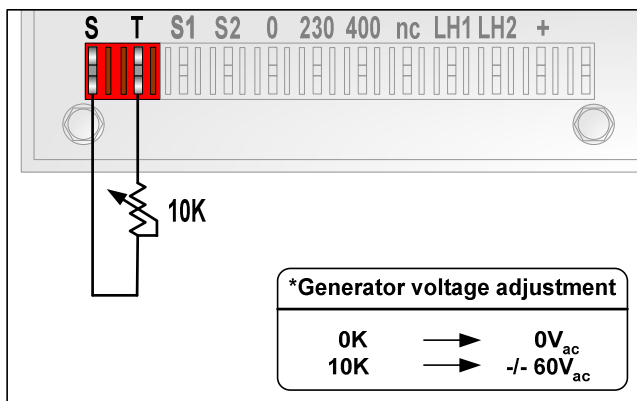 S T S1 S2 0 230 400 nc LH1 LH2 +
10K
*Generator voltage adjustment
0K 0Vac
10K -/- 60Vac